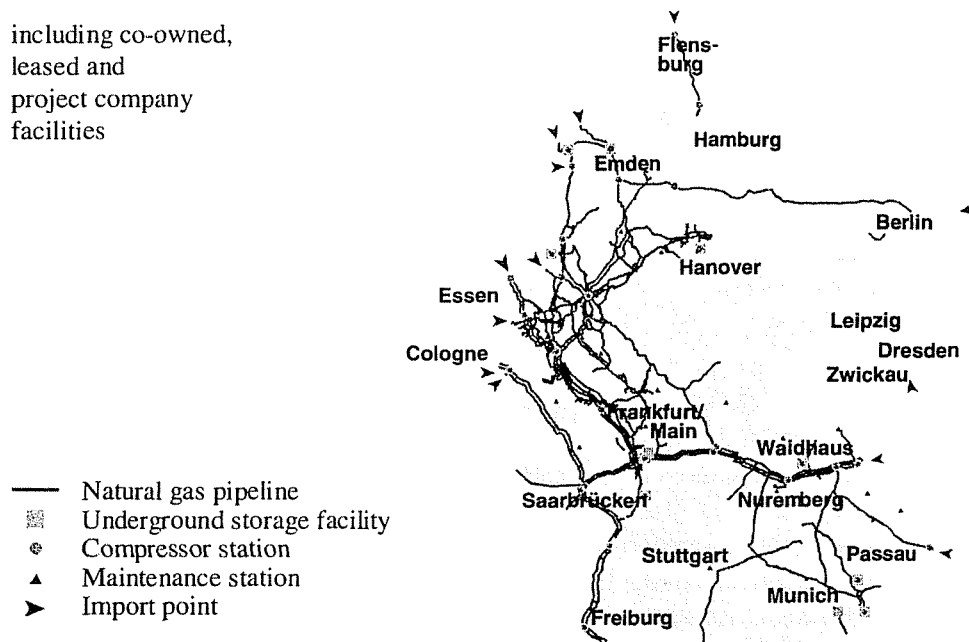 including co-owned,
leased and
project company
facilities
Flens-
burg
Hamburg
Emden
Berlin
Hanover
Essen
Leipzig
Cologne
Dresden
Zwickau
Frankfurt/
Main
Waidhaus
Saarbrücken
Nuremberg
Stuttgart
Passau
Munich
Freiburg
Natural gas pipeline
Underground storage facility
Compressor station
Maintenance station
Import point